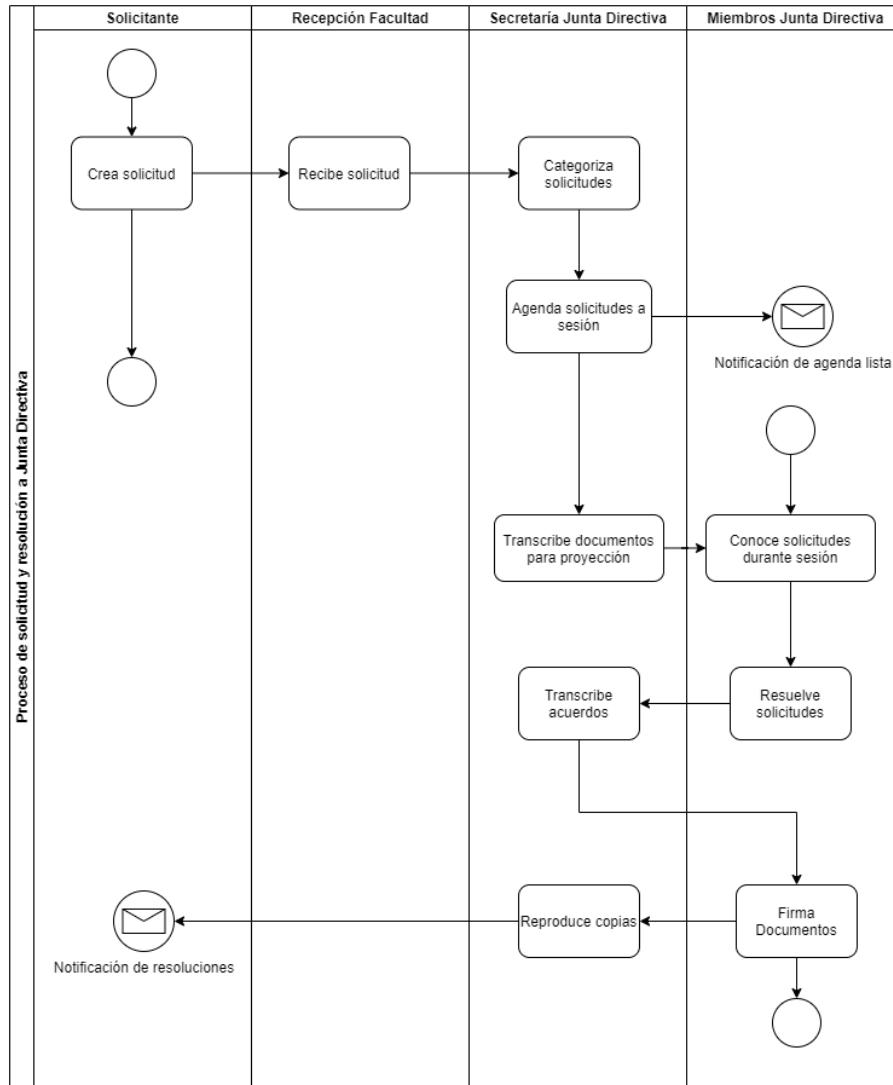 Solicitante
Recepción Facultad
Secretaría Junta Directiva
Miembros Junta Directiva
Proceso de solicitud y resolución a Junta Directiva
Crea solicitud
Recibe solicitud
Categoriza
solicitudes
Agenda solicitudes a
sesión
Notificación de agenda lista
Transcribe documentos
para proyección
Conoce solicitudes
durante sesión
Transcribe
acuerdos
Resuelve
solicitudes
Notificación de resoluciones
Reproduce copias
Firma
Documentos